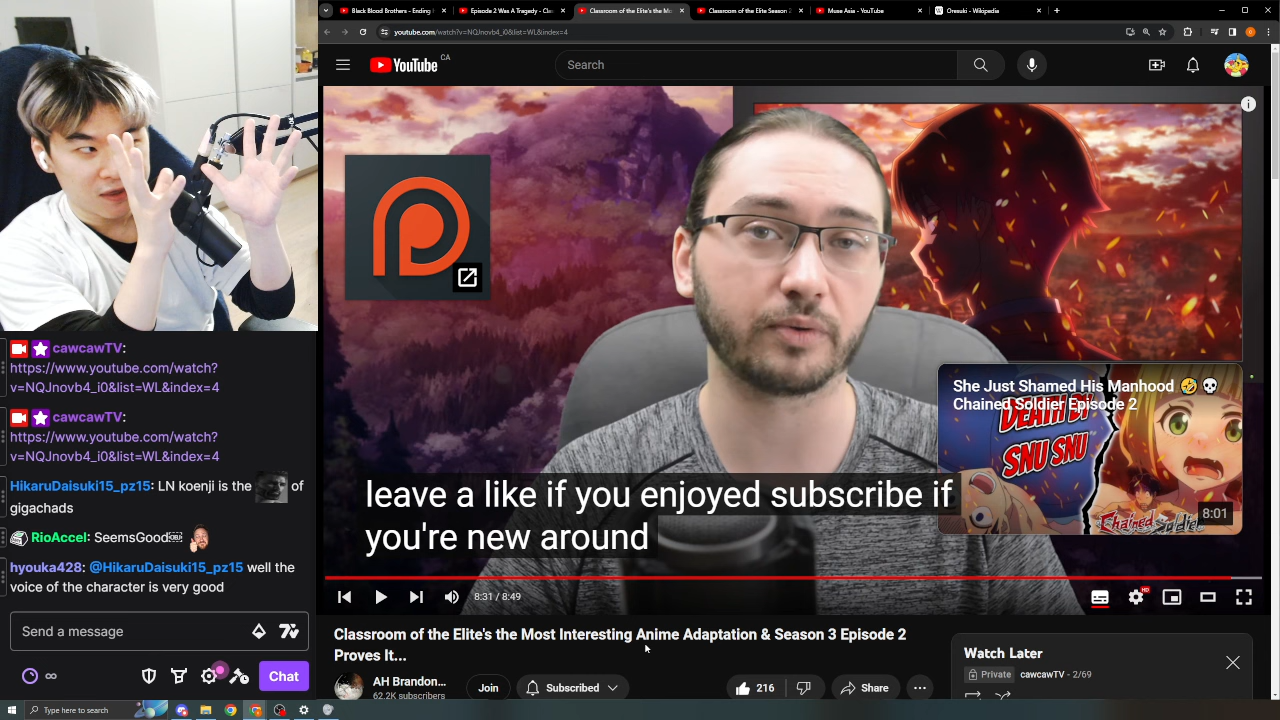 Black Blood Brothers - Ending
Episode 2 Was A Tragedy - Cla
Classroom of the Elite's the Mo
Classroom of the Elite Season 2
Muse Asia - YouTube
Oresuki - Wikipedia
youtube.com/watch?v=NQJnovb4_i0&list=WL&index=4
YouTube CA
Search
She Just Shamed His Manhood 🤣💀
Chained Soldier Episode 2
DEATH BY
SNU SNU
Chained Soldier
8:01
leave a like if you enjoyed subscribe if
you're new around
8:31 / 8:49
HD
Classroom of the Elite's the Most Interesting Anime Adaptation & Season 3 Episode 2
Proves It...
AH Brandon...
62.2K subscribers
Join
Subscribed
216
Share
Watch Later
Private cawcawTV - 2/69
cawcawTV:
https://www.youtube.com/watch?
v=NQJnovb4_i0&list=WL&index=4
cawcawTV:
https://www.youtube.com/watch?
v=NQJnovb4_i0&list=WL&index=4
HikaruDaisuki15_pz15: LN koenji is the of
gigachads
RioAccel: SeemsGood
hyouka428: @HikaruDaisuki15_pz15 well the
voice of the character is very good
Send a message
∞
Chat
Type here to search